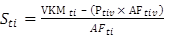 S_ti = (VKM_ti − (P_tiv × AF_tiv)) / AF_ti